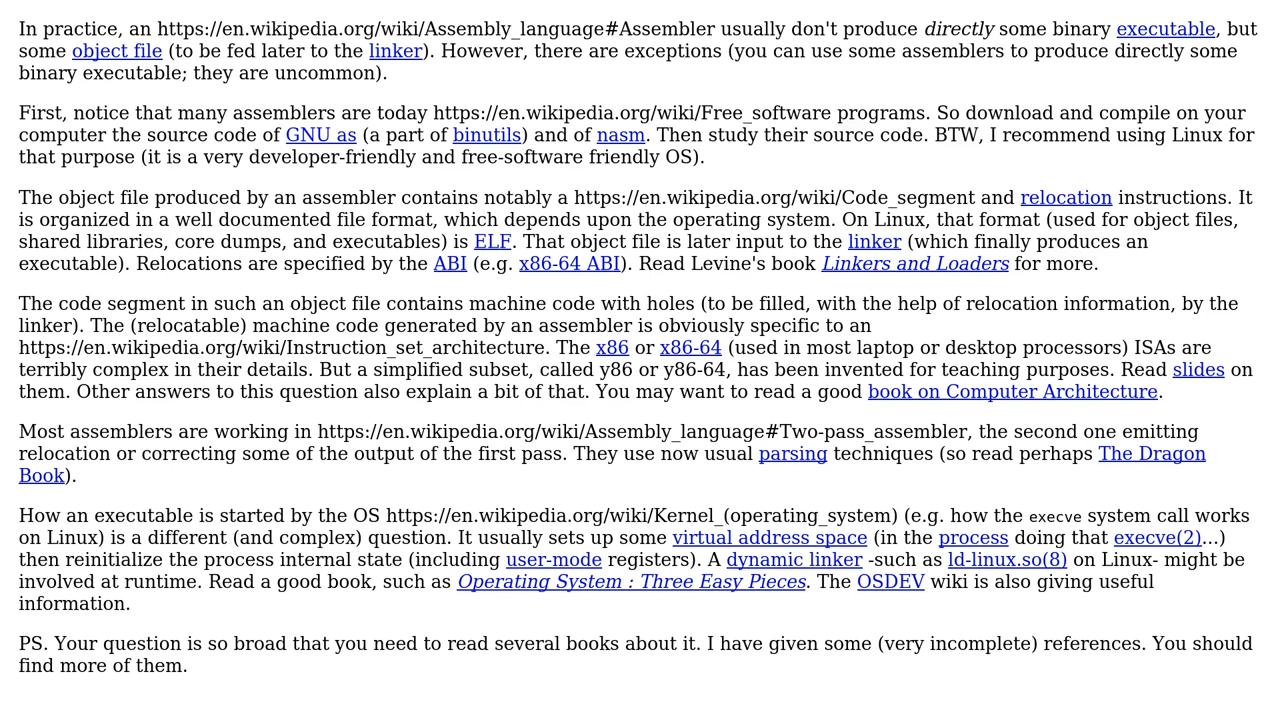 In practice, an https://en.wikipedia.org/wiki/Assembly_language#Assembler usually don't produce directly some binary executable, but
some object file (to be fed later to the linker). However, there are exceptions (you can use some assemblers to produce directly some
binary executable; they are uncommon).
First, notice that many assemblers are today https://en.wikipedia.org/wiki/Free_software programs. So download and compile on your
computer the source code of GNU as (a part of binutils) and of nasm. Then study their source code. BTW, I recommend using Linux for
that purpose (it is a very developer-friendly and free-software friendly OS).
The object file produced by an assembler contains notably a https://en.wikipedia.org/wiki/Code_segment and relocation instructions. It
is organized in a well documented file format, which depends upon the operating system. On Linux, that format (used for object files,
shared libraries, core dumps, and executables) is ELF. That object file is later input to the linker (which finally produces an
executable). Relocations are specified by the ABI (e.g. x86-64 ABI). Read Levine's book Linkers and Loaders for more.
The code segment in such an object file contains machine code with holes (to be filled, with the help of relocation information, by the
linker). The (relocatable) machine code generated by an assembler is obviously specific to an
https://en.wikipedia.org/wiki/Instruction_set_architecture. The x86 or x86-64 (used in most laptop or desktop processors) ISAs are
terribly complex in their details. But a simplified subset, called y86 or y86-64, has been invented for teaching purposes. Read slides on
them. Other answers to this question also explain a bit of that. You may want to read a good book on Computer Architecture.
Most assemblers are working in https://en.wikipedia.org/wiki/Assembly_language#Two-pass_assembler, the second one emitting
relocation or correcting some of the output of the first pass. They use now usual parsing techniques (so read perhaps The Dragon
Book).
How an executable is started by the OS https://en.wikipedia.org/wiki/Kernel_(operating_system) (e.g. how the execve system call works
on Linux) is a different (and complex) question. It usually sets up some virtual address space (in the process doing that execve(2)...)
then reinitialize the process internal state (including user-mode registers). A dynamic linker -such as ld-linux.so(8) on Linux- might be
involved at runtime. Read a good book, such as Operating System : Three Easy Pieces. The OSDEV wiki is also giving useful
information.
PS. Your question is so broad that you need to read several books about it. I have given some (very incomplete) references. You should
find more of them.